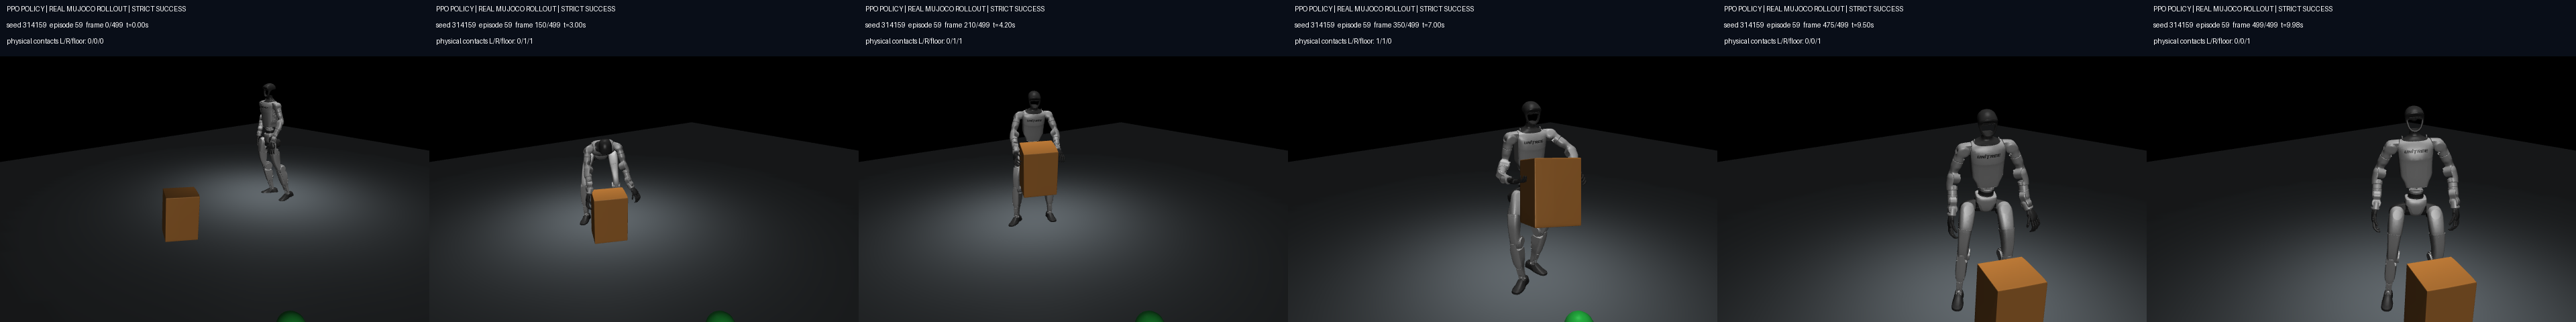 PPO POLICY | REAL MUJOCO ROLLOUT | STRICT SUCCESS
seed 314159 episode 59 frame 0/499 t=0.00s
physical contacts L/R/floor: 0/0/0
PPO POLICY | REAL MUJOCO ROLLOUT | STRICT SUCCESS
seed 314159 episode 59 frame 150/499 t=3.00s
physical contacts L/R/floor: 0/1/1
PPO POLICY | REAL MUJOCO ROLLOUT | STRICT SUCCESS
seed 314159 episode 59 frame 210/499 t=4.20s
physical contacts L/R/floor: 0/1/1
PPO POLICY | REAL MUJOCO ROLLOUT | STRICT SUCCESS
seed 314159 episode 59 frame 350/499 t=7.00s
physical contacts L/R/floor: 1/1/0
PPO POLICY | REAL MUJOCO ROLLOUT | STRICT SUCCESS
seed 314159 episode 59 frame 475/499 t=9.50s
physical contacts L/R/floor: 0/0/1
PPO POLICY | REAL MUJOCO ROLLOUT | STRICT SUCCESS
seed 314159 episode 59 frame 499/499 t=9.98s
physical contacts L/R/floor: 0/0/1